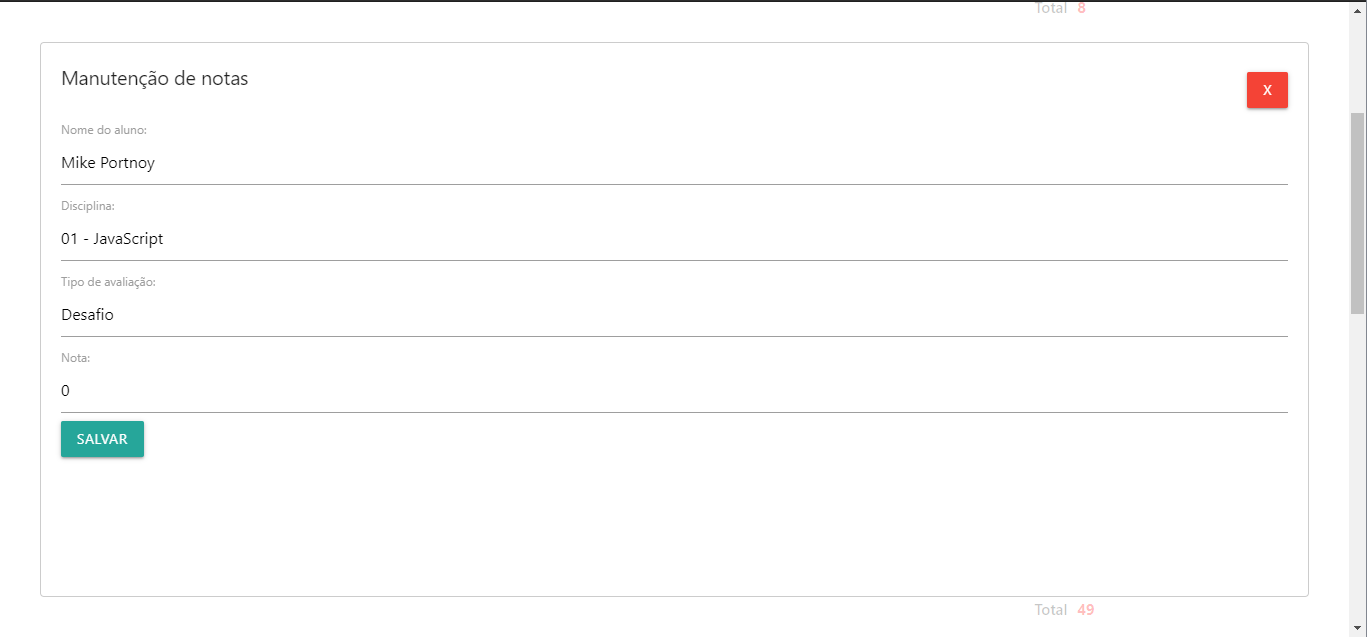 Total 8
Manutenção de notas
X
Nome do aluno:
Mike Portnoy
Disciplina:
01 - JavaScript
Tipo de avaliação:
Desafio
Nota:
0
SALVAR
Total 49